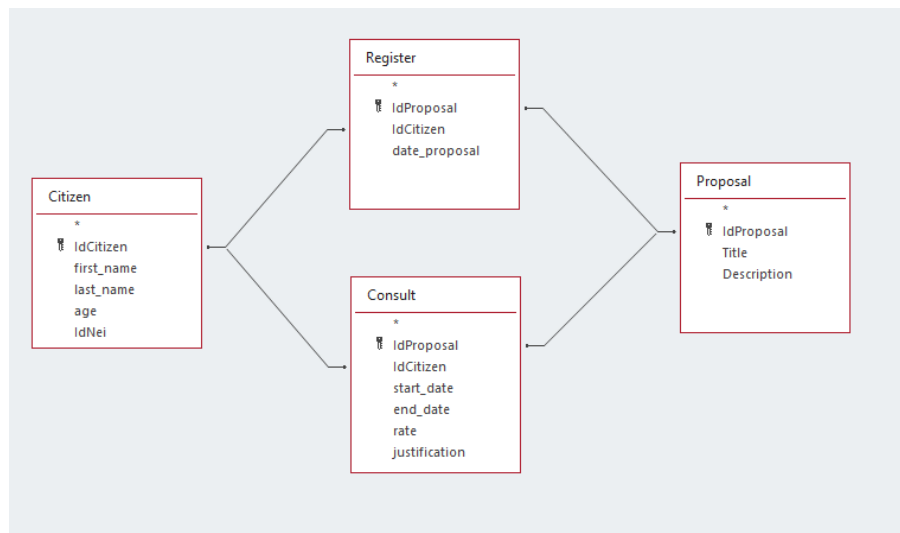 Register
*
IdProposal
IdCitizen
date_proposal
Citizen
*
IdCitizen
first_name
last_name
age
IdNei
Consult
*
IdProposal
IdCitizen
start_date
end_date
rate
justification
Proposal
*
IdProposal
Title
Description